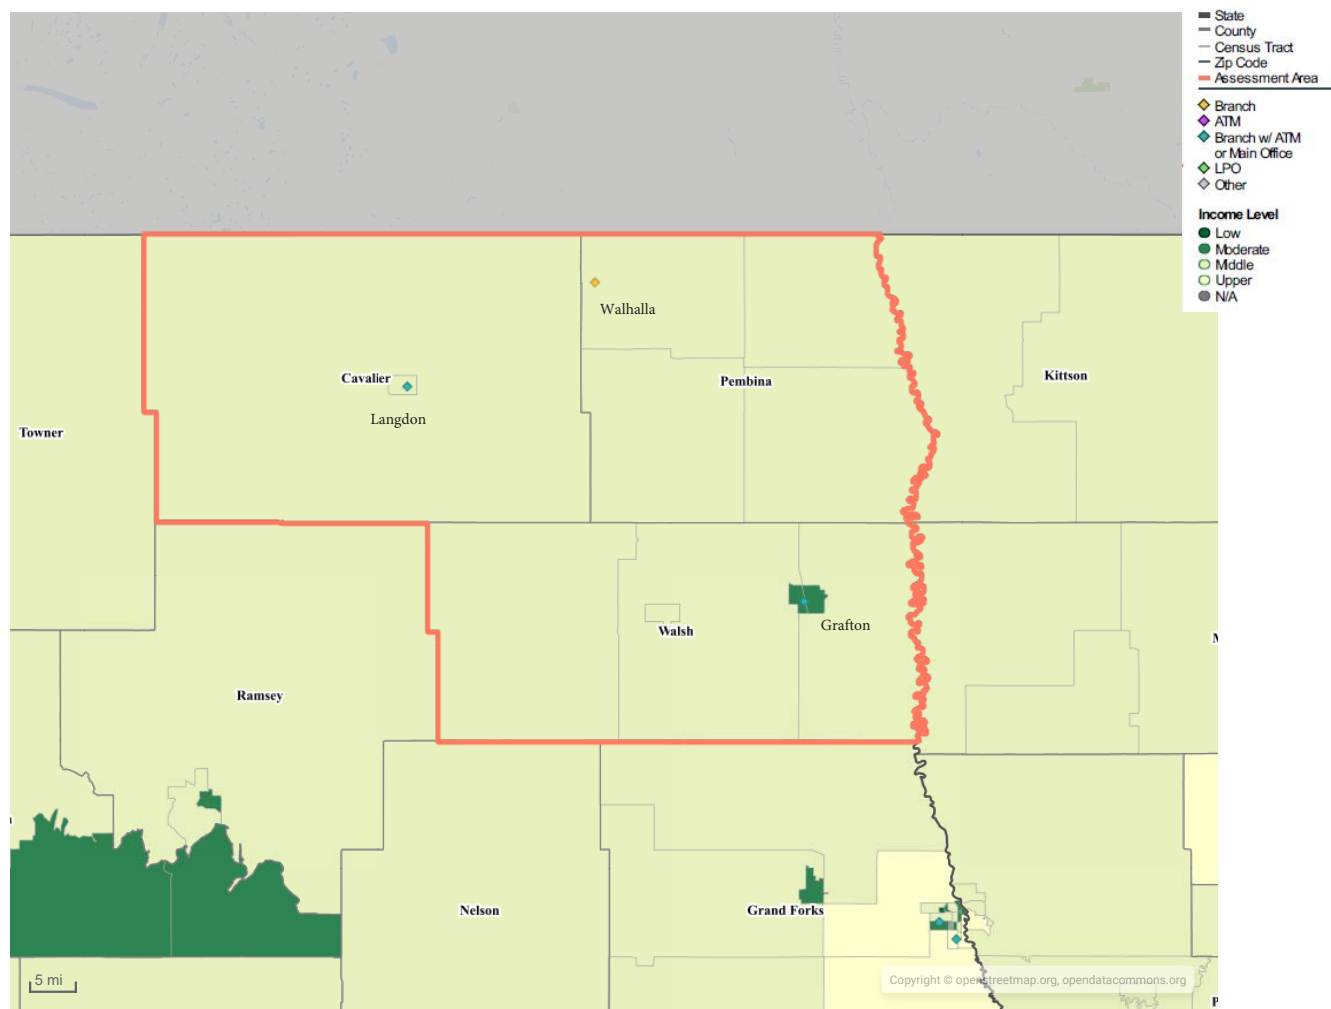 State
County
Census Tract
Zip Code
Assessment Area
Branch
ATM
Branch w/ ATM
or Main Office
LPO
Other
Income Level
Low
Moderate
Middle
Upper
N/A
Walhalla
Cavalier
Pembina
Kittson
Langdon
Towner
Grafton
Walsh
Ramsey
Nelson
Grand Forks
5 mi
Copyright © openstreetmap.org, opendatacommons.org